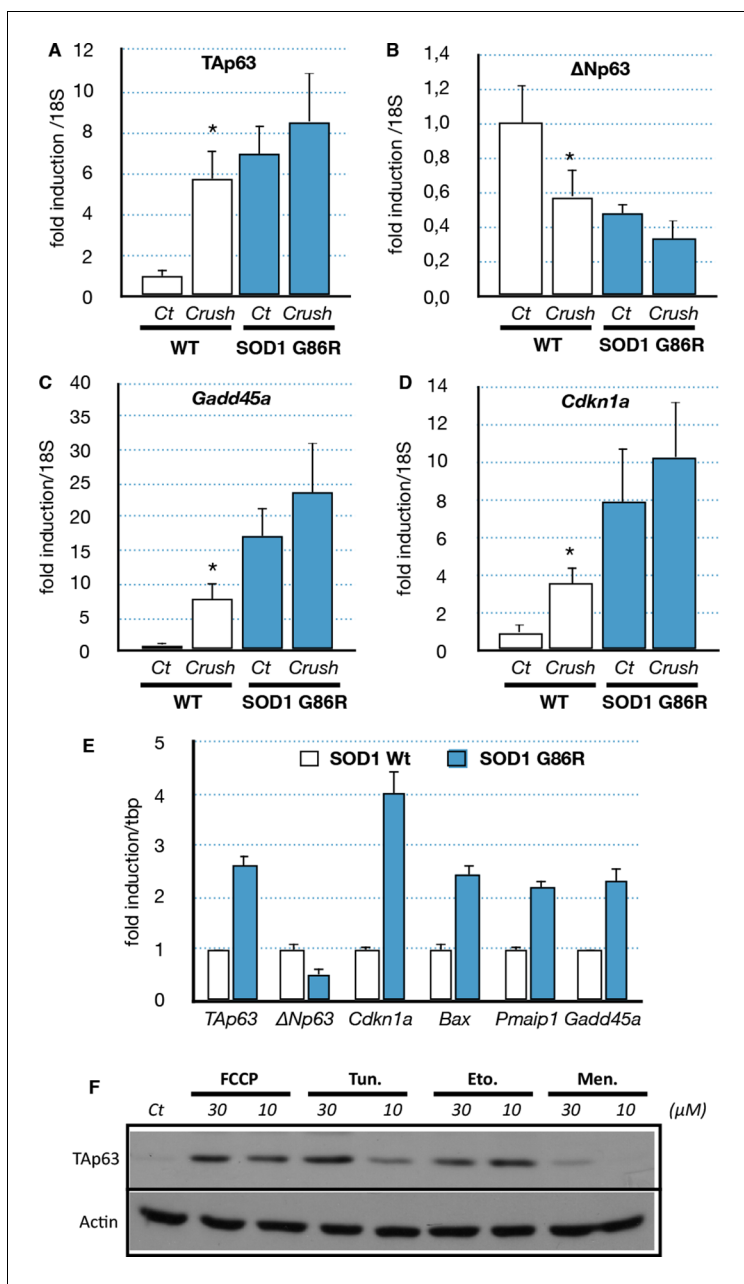 A
TAp63
fold induction /18S
12
10
8
6
4
2
0
*
Ct Crush Ct Crush
WT SOD1 G86R
B
ΔNp63
fold induction /18S
1,4
1,2
1,0
0,8
0,6
0,4
0,2
0,0
*
Ct Crush Ct Crush
WT SOD1 G86R
C
Gadd45a
fold induction/18S
40
35
30
25
20
15
10
5
0
*
Ct Crush Ct Crush
WT SOD1 G86R
D
Cdkn1a
fold induction/18S
14
12
10
8
6
4
2
0
*
Ct Crush Ct Crush
WT SOD1 G86R
E
SOD1 Wt SOD1 G86R
fold induction/tbp
5
4
3
2
1
0
TAp63 ΔNp63 Cdkn1a Bax Pmaip1 Gadd45a
F
FCCP Tun. Eto. Men.
Ct 30 10 30 10 30 10 30 10 (μM)
TAp63
Actin